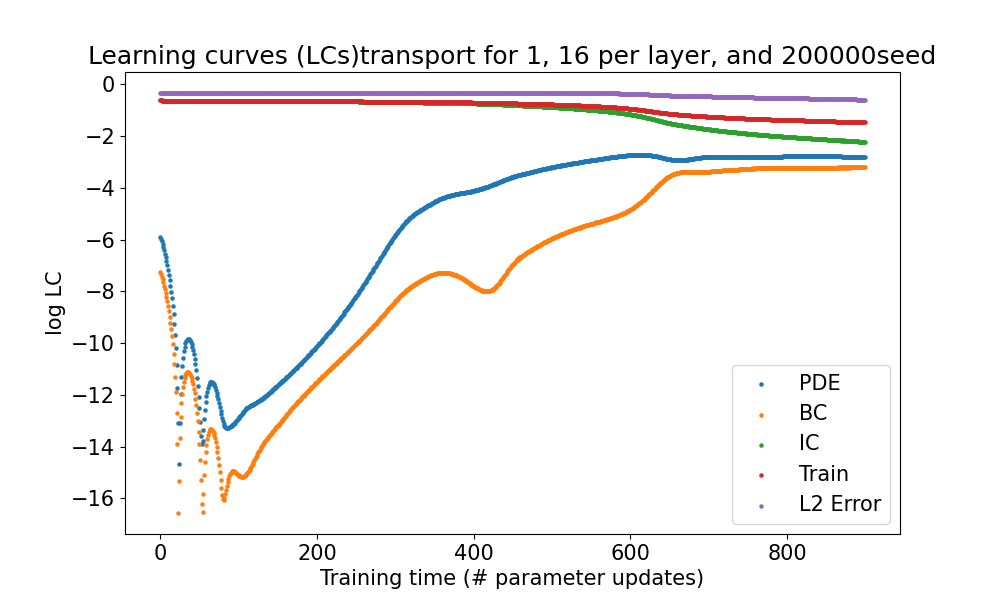 Learning curves (LCs)transport for 1, 16 per layer, and 200000seed
0
−2
−4
−6
−8
−10
−12
−14
−16
log LC
PDE
BC
IC
Train
L2 Error
0 200 400 600 800
Training time (# parameter updates)